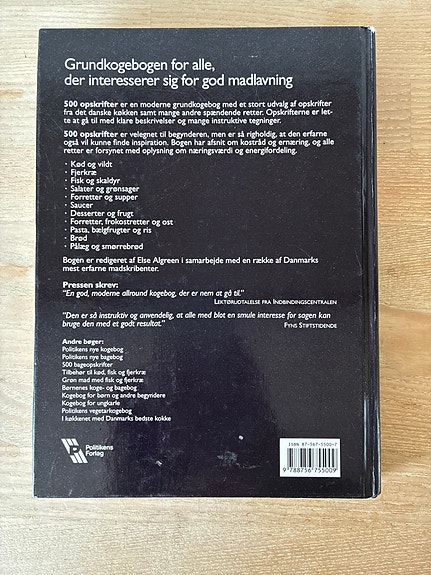 Grundkogebogen for alle,
der interesserer sig for god madlavning
500 opskrifter er en moderne grundkogebog med et stort udvalg af opskrifter
fra det danske køkken samt mange andre spændende retter. Opskrifterne er let-
te at gå til med klare beskrivelser og mange instruktive tegninger.
500 opskrifter er velegnet til begynderen, men er så righoldig, at den erfarne
også vil kunne finde inspiration. Bogen har afsnit om kostråd og ernæring, og alle
retter er forsynet med oplysning om næringsværdi og energifordeling.
· Kød og vildt
· Fjerkræ
· Fisk og skaldyr
· Salater og grønsager
· Forretter og supper
· Saucer
· Desserter og frugt
· Forretter, frokostretter og ost
· Pasta, bælgfrugter og ris
· Brød
· Pålæg og smørrebrød
Bogen er redigeret af Else Algreen i samarbejde med en række af Danmarks
mest erfarne madskribenter.
Pressen skrev:
"En god, moderne allround kogebog, der er nem at gå til."
LEKTØRUDTALELSE FRA INDBINDINGSCENTRALEN
"Den er så instruktiv og anvendelig, at alle med blot en smule interesse for sagen kan
bruge den med et godt resultat."
FYNS STIFTSTIDENDE
Andre bøger:
Politikens nye kogebog
Politikens nye bagebog
500 bageopskrifter
Tilbehør til kød, fisk og fjerkræ
Grøn mad med fisk og fjerkræ
Børnenes koge- og bagebog
Kogebog for børn og andre begyndere
Kogebog for ungkarle
Politikens vegetarkogebog
I køkkenet med Danmarks bedste kokke
Politikens
Forlag
ISBN 87-567-5500-7
9 788756 755009